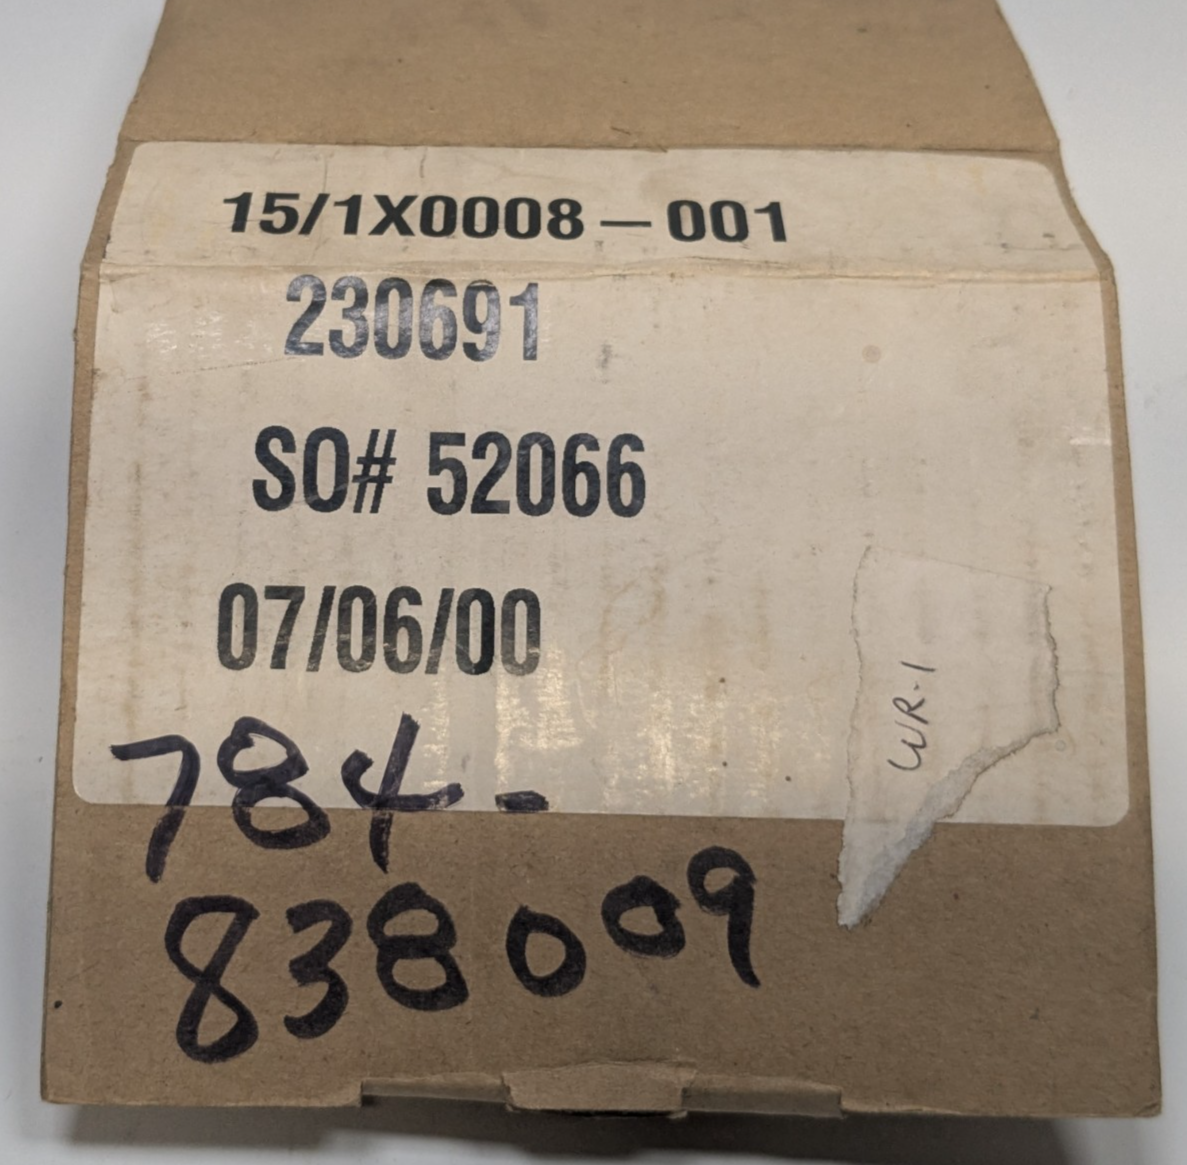 15/1X0008-001
230691
SO# 52066
07/06/00
784-
838009
WR-1